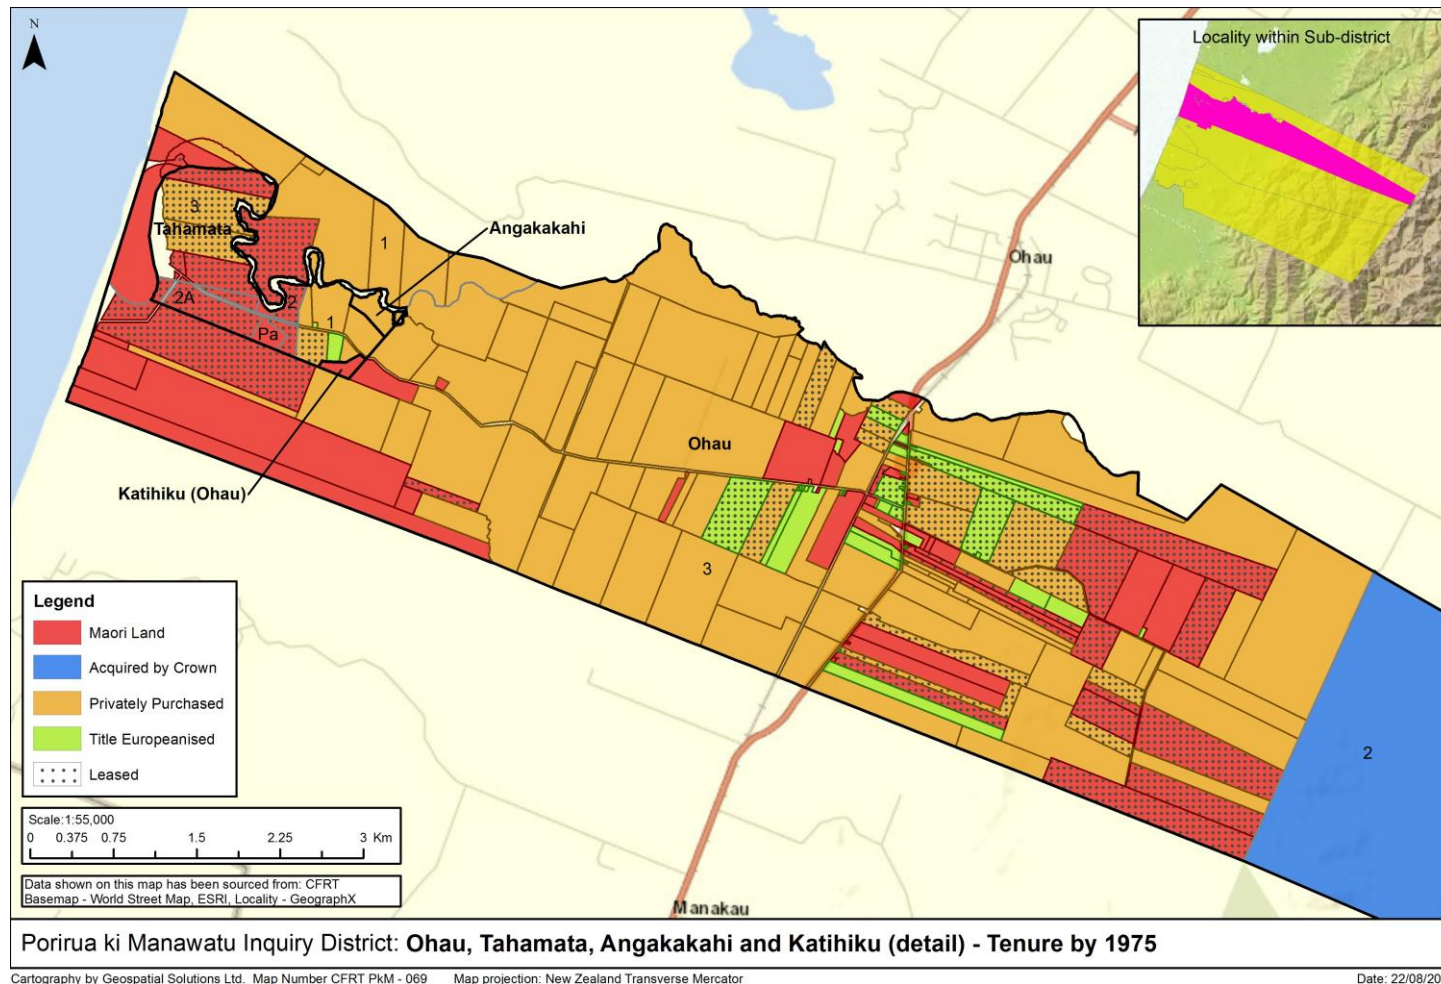 N
Locality within Sub-district
Angakakahi
Ohau
3
Tahamata
1
2A
2
1
Pa
Ohau
Katihiku (Ohau)
3
2
Legend
Maori Land
Acquired by Crown
Privately Purchased
Title Europeanised
Leased
Scale:1:55,000
0 0.375 0.75 1.5 2.25 3 Km
Data shown on this map has been sourced from: CFRT
Basemap - World Street Map, ESRI, Locality - GeographX
Manakau
Porirua ki Manawatu Inquiry District: Ohau, Tahamata, Angakakahi and Katihiku (detail) - Tenure by 1975
Cartography by Geospatial Solutions Ltd. Map Number CFRT PkM - 069 Map projection: New Zealand Transverse Mercator Date: 22/08/20